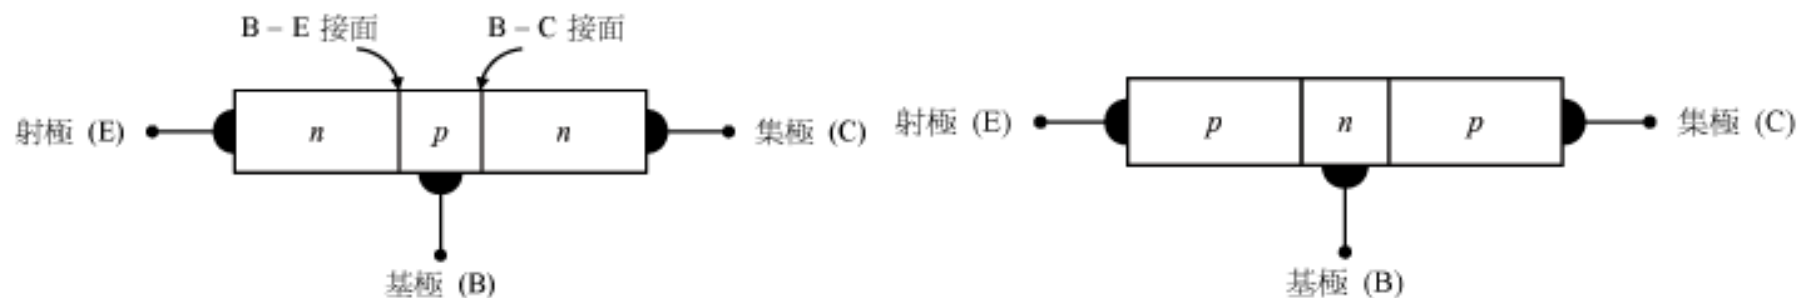 B – E 接面
B – C 接面
射極 (E)
n
p
n
集極 (C)
基極 (B)
射極 (E)
p
n
p
集極 (C)
基極 (B)